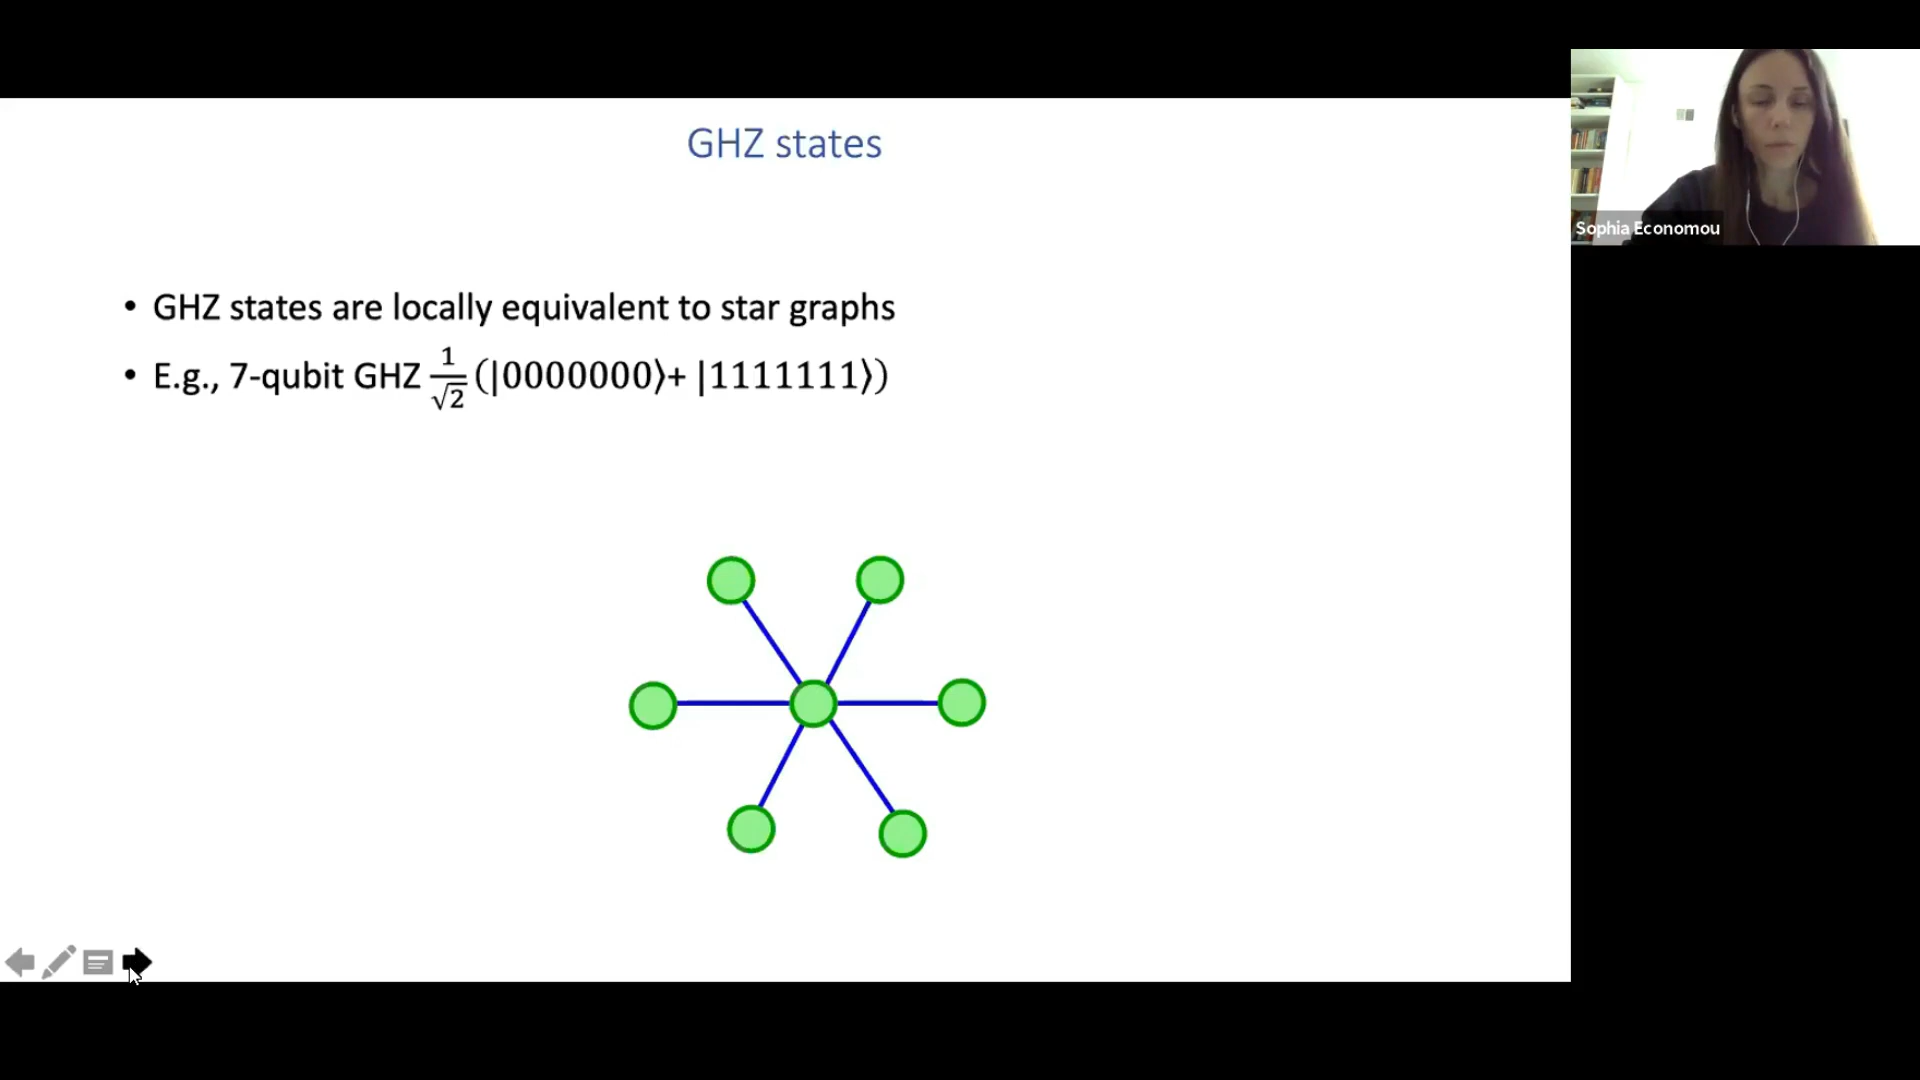 GHZ states
• GHZ states are locally equivalent to star graphs
• E.g., 7-qubit GHZ 1/√2 (|0000000⟩+ |1111111⟩)
Sophia Economou